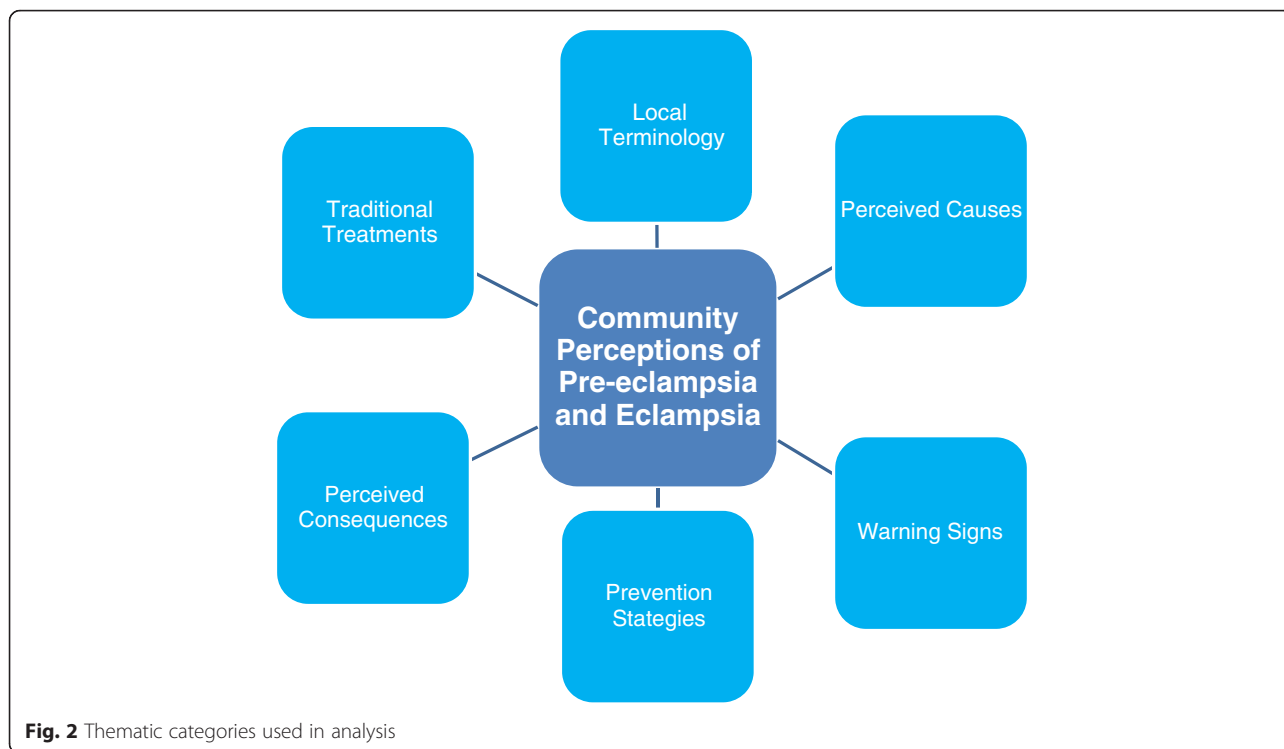 Local
Terminology
Traditional
Treatments
Perceived Causes
Community
Perceptions of
Pre-eclampsia
and Eclampsia
Perceived
Consequences
Warning Signs
Prevention
Stategies
Fig. 2 Thematic categories used in analysis